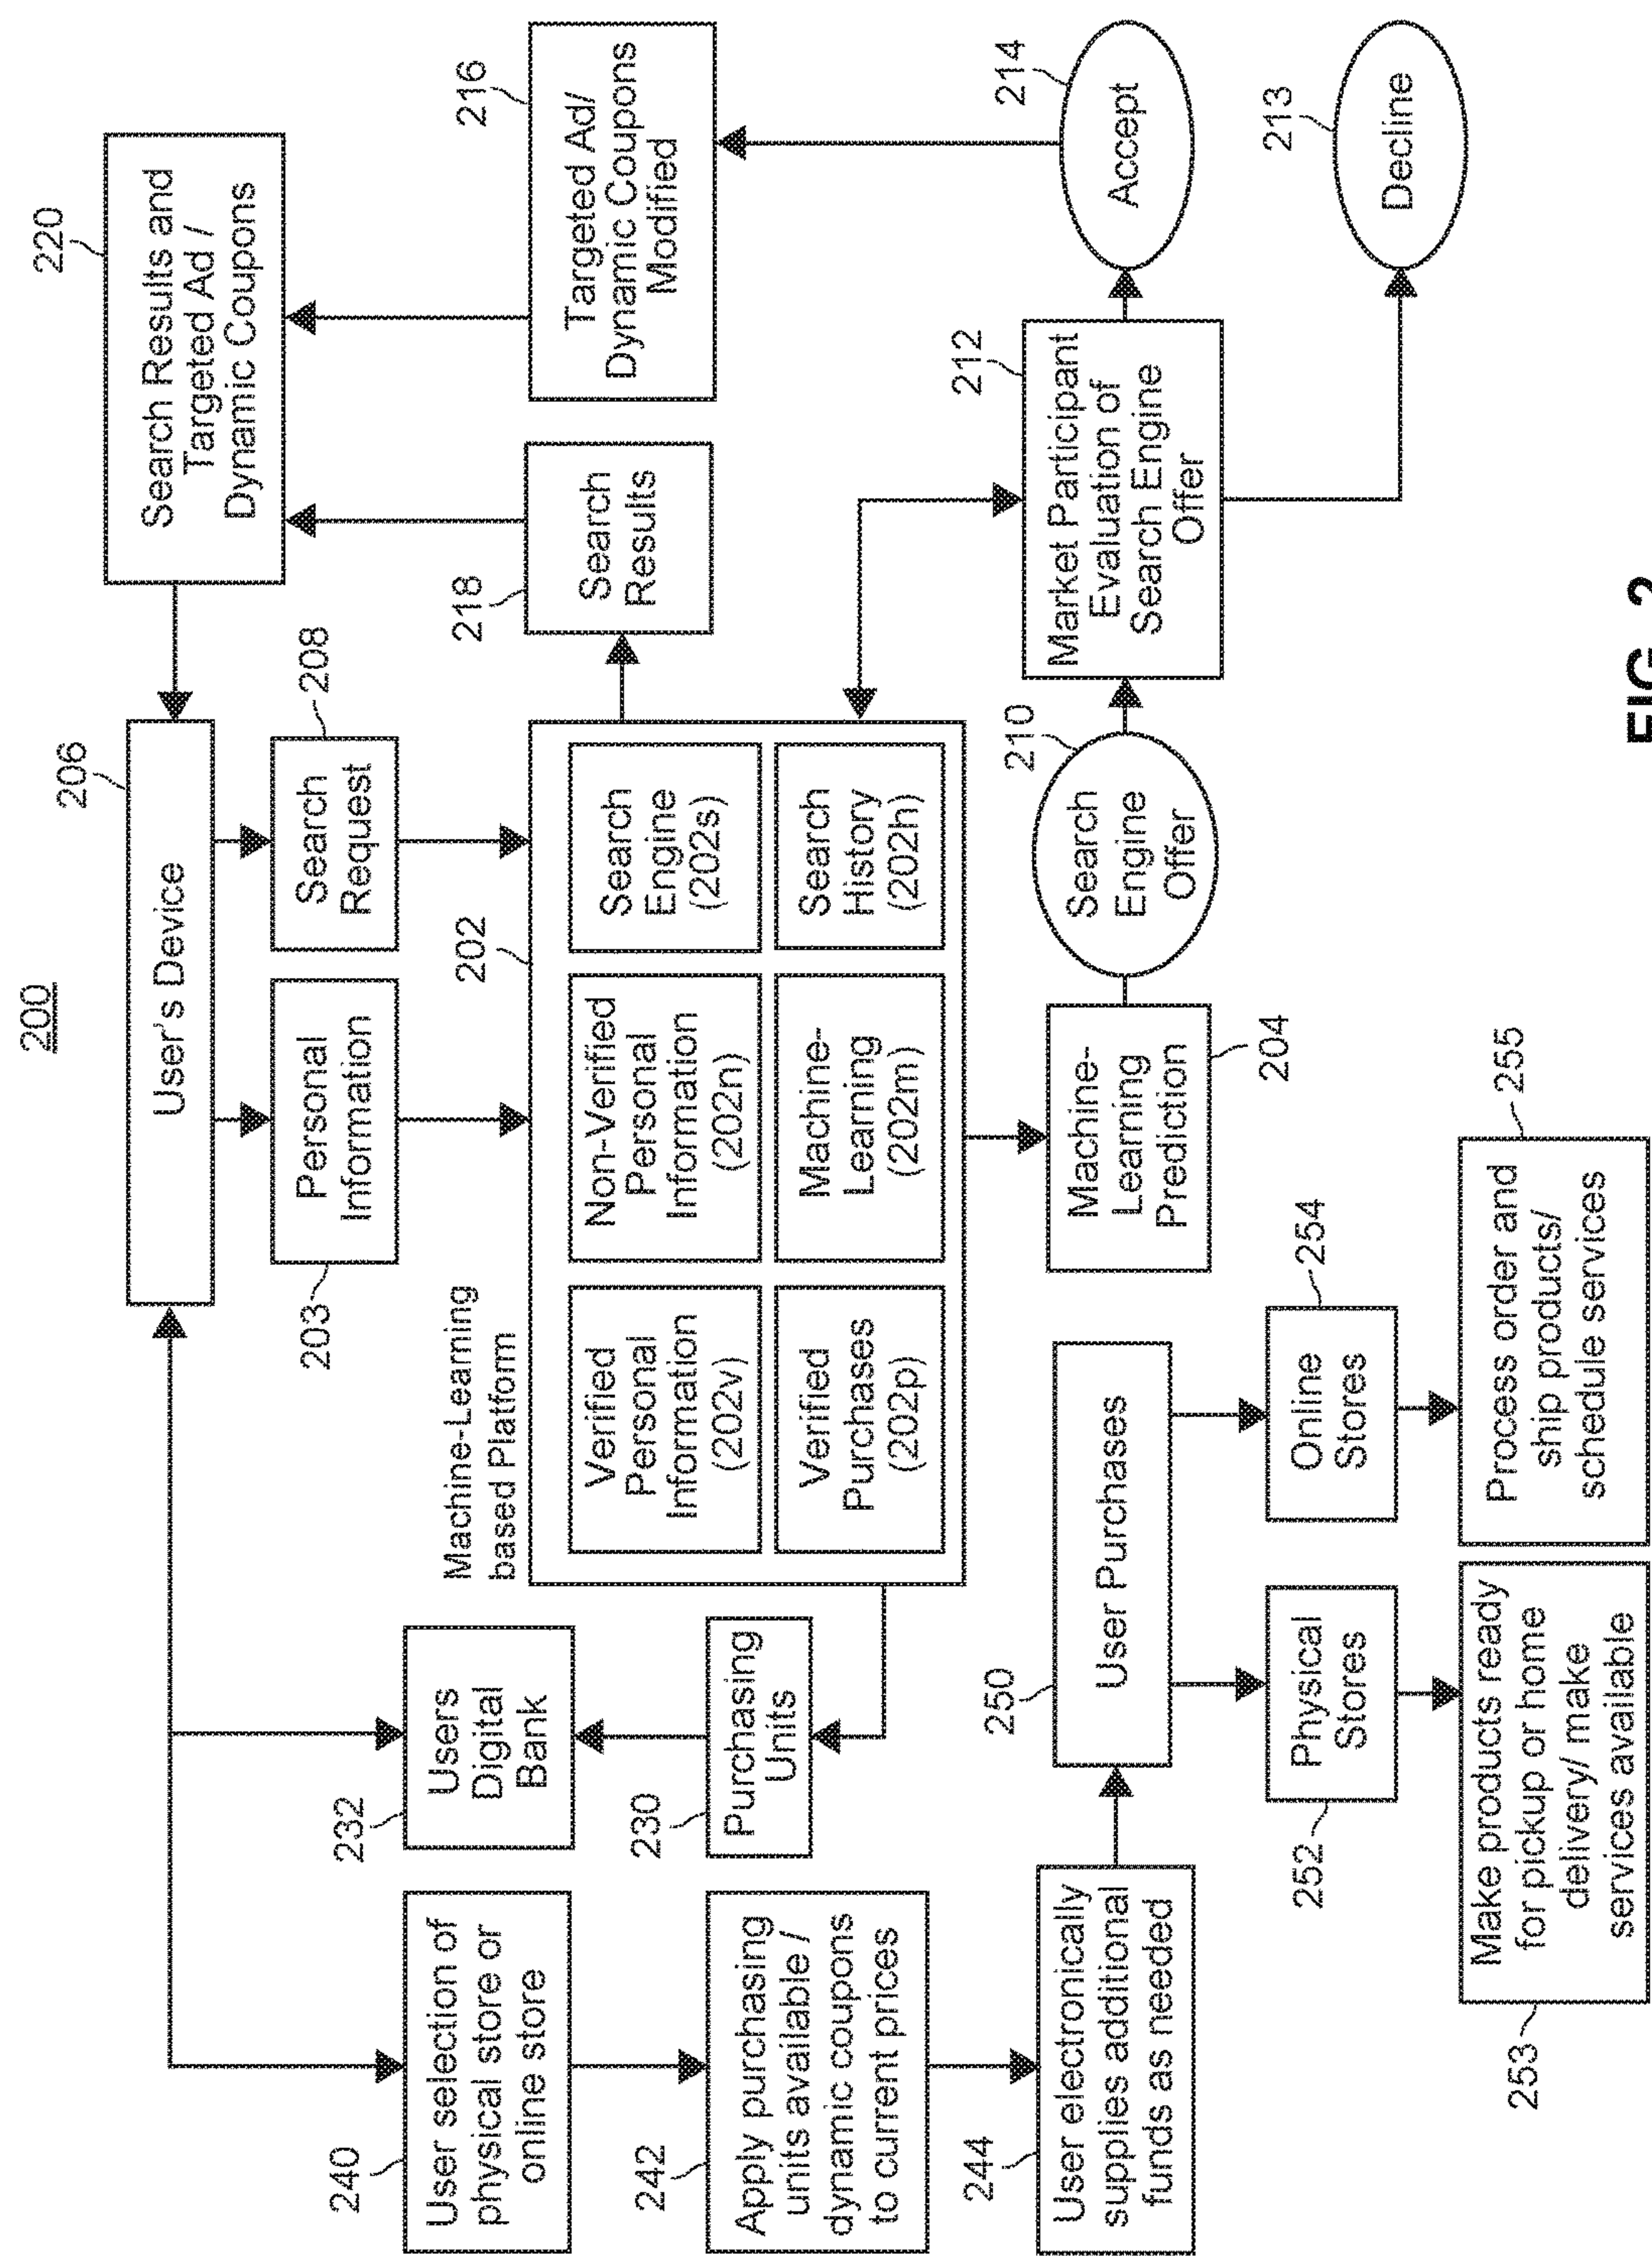 200
206
User's Device
220
Search Results and
Targeted Ad /
Dynamic Coupons
203
Personal
Information
208
Search
Request
240
User selection of
physical store or
online store
232
Users
Digital
Bank
Machine-Learning
based Platform
202
218
Search
Results
216
Targeted Ad/
Dynamic Coupons
Modified
Verified
Personal
Information
(202v)
Non-Verified
Personal
Information
(202n)
Search
Engine
(202s)
242
Apply purchasing
units available /
dynamic coupons
to current prices
230
Purchasing
Units
Verified
Purchases
(202p)
Machine-
Learning
(202m)
Search
History
(202h)
244
User electronically
supplies additional
funds as needed
250
User Purchases
Machine-
Learning
Prediction
204
210
Search
Engine
Offer
212
Market Participant
Evaluation of
Search Engine
Offer
214
Accept
252
Physical
Stores
254
Online
Stores
213
Decline
253
Make products ready
for pickup or home
delivery/ make
services available
255
Process order and
ship products/
schedule services
FIG. 2